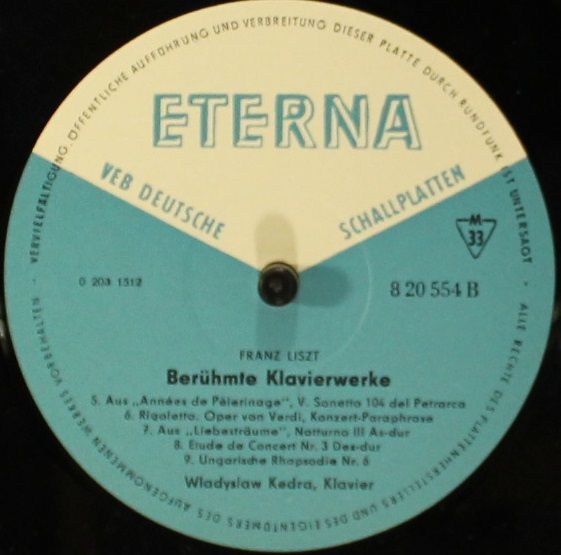 VERVIELFÄLTIGUNG, ÖFFENTLICHE AUFFÜHRUNG UND VERBREITUNG DIESER PLATTE DURCH RUNDFUNK IST UNTERSAGT · ALLE RECHTE DES PLATTENHERSTELLERS UND DES EIGENTÜMERS DES AUFGENOMMENEN WERKES VORBEHALTEN ·
ETERNA
VEB DEUTSCHE SCHALLPLATTEN
M
33
0 203 1512
8 20 554 B
FRANZ LISZT
Berühmte Klavierwerke
5. Aus „Années de Pèlerinage", V. Sonetto 104 del Petrarca
6. Rigoletto. Oper von Verdi, Konzert-Paraphrase
7. Aus „Liebesträume", Notturno III As-dur
8. Etude de Concert Nr. 3 Des-dur
9. Ungarische Rhapsodie Nr. 6
Wladyslaw Kedra, Klavier